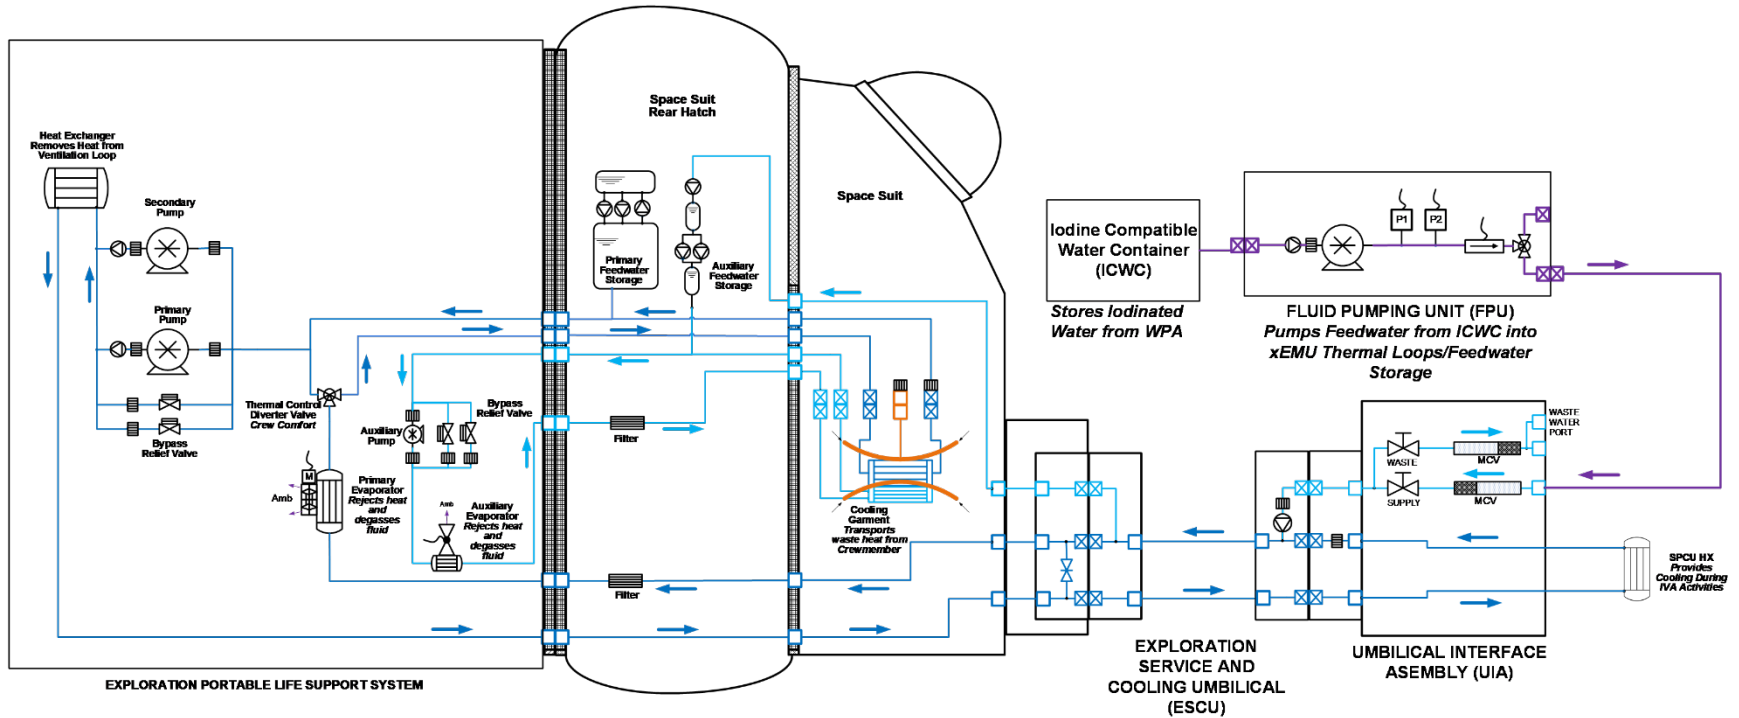 Space Suit
Rear Hatch
Heat Exchanger
Removes Heat from
Ventilation Loop
Secondary
Pump
Primary
Pump
Bypass
Relief Valve
Thermal Control
Diverter Valve
Crew Comfort
M
Amb
Primary
Evaporator
Rejects heat
and
degasses
fluid
Primary
Feedwater
Storage
Auxiliary
Feedwater
Storage
Bypass
Relief Valve
Auxiliary
Pump
Filter
Amb
Auxiliary
Evaporator
Rejects heat
and
degasses
fluid
Filter
Space Suit
Cooling
Garment
Transports
waste heat from
Crewmember
Iodine Compatible
Water Container
(ICWC)
Stores Iodinated
Water from WPA
P1
P2
FLUID PUMPING UNIT (FPU)
Pumps Feedwater from ICWC into
xEMU Thermal Loops/Feedwater
Storage
WASTE
WATER
PORT
WASTE
MCV
SUPPLY
MCV
SPCU HX
Provides
Cooling During
IVA Activities
EXPLORATION
SERVICE AND
COOLING UMBILICAL
(ESCU)
UMBILICAL INTERFACE
ASEMBLY (UIA)
EXPLORATION PORTABLE LIFE SUPPORT SYSTEM